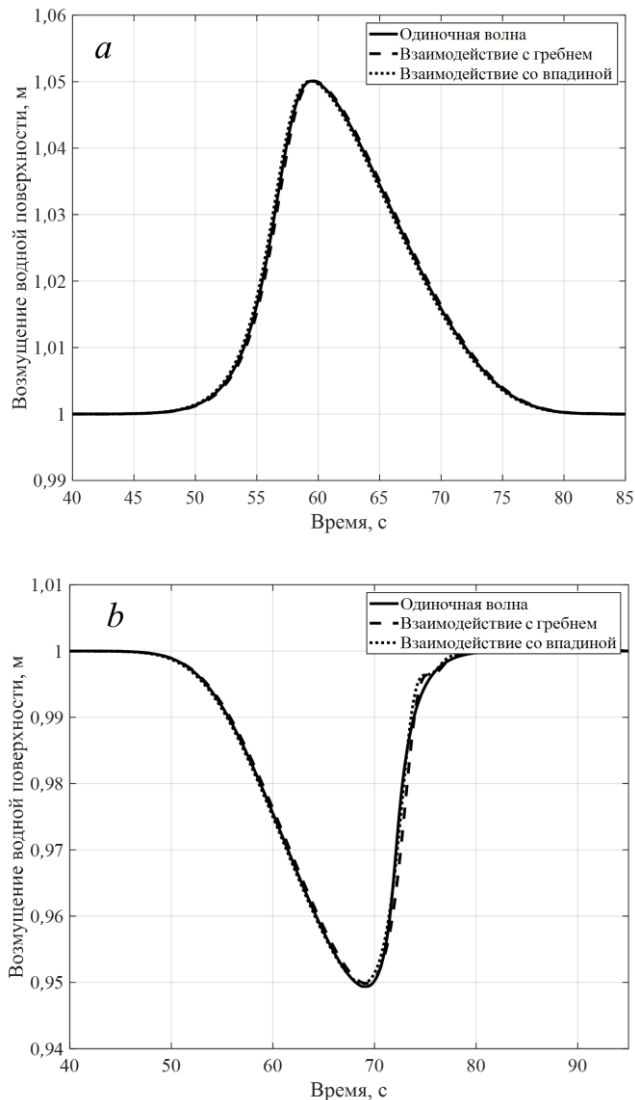 a
Одиночная волна
Взаимодействие с гребнем
Взаимодействие со впадиной
Возмущение водной поверхности, м
1,06
1,05
1,04
1,03
1,02
1,01
1
0,99
40 45 50 55 60 65 70 75 80 85
Время, с
b
Одиночная волна
Взаимодействие с гребнем
Взаимодействие со впадиной
Возмущение водной поверхности, м
1,01
1
0,99
0,98
0,97
0,96
0,95
0,94
40 50 60 70 80 90
Время, с